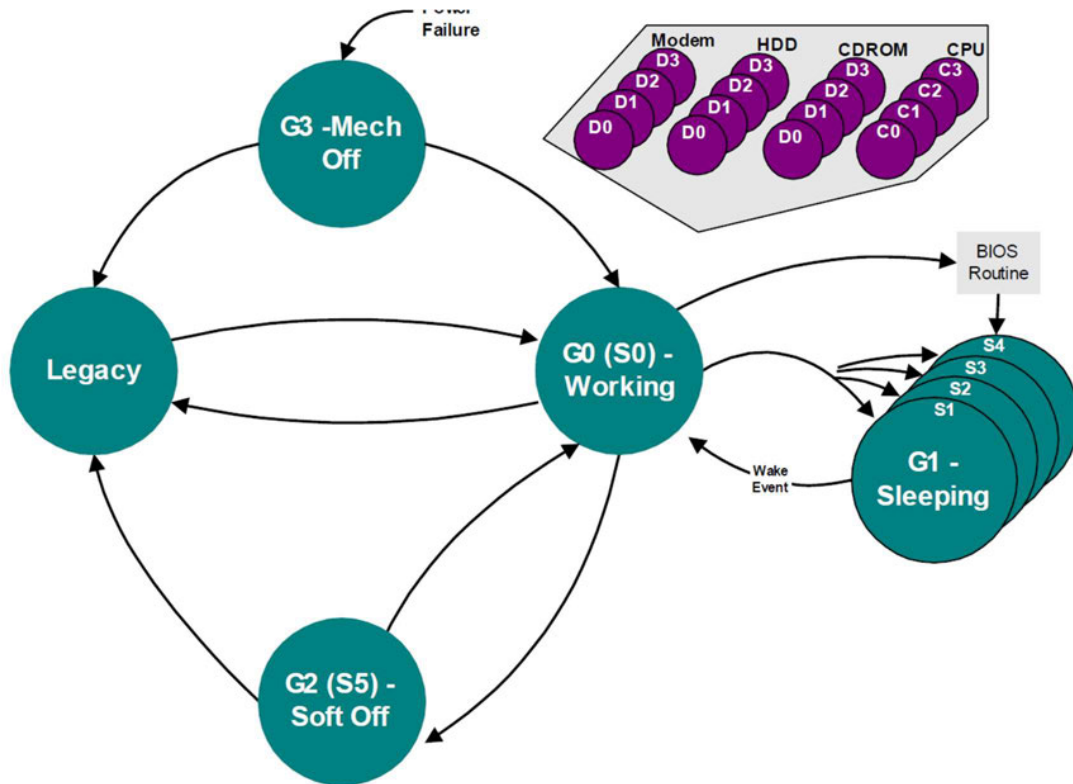 Failure
G3 -Mech
Off
Modem
HDD
CDROM
CPU
D3
D2
D1
D0
D3
D2
D1
D0
D3
D2
D1
D0
C3
C2
C1
C0
BIOS
Routine
Legacy
G0 (S0) -
Working
S4
S3
S2
S1
G1 -
Sleeping
Wake
Event
G2 (S5) -
Soft Off